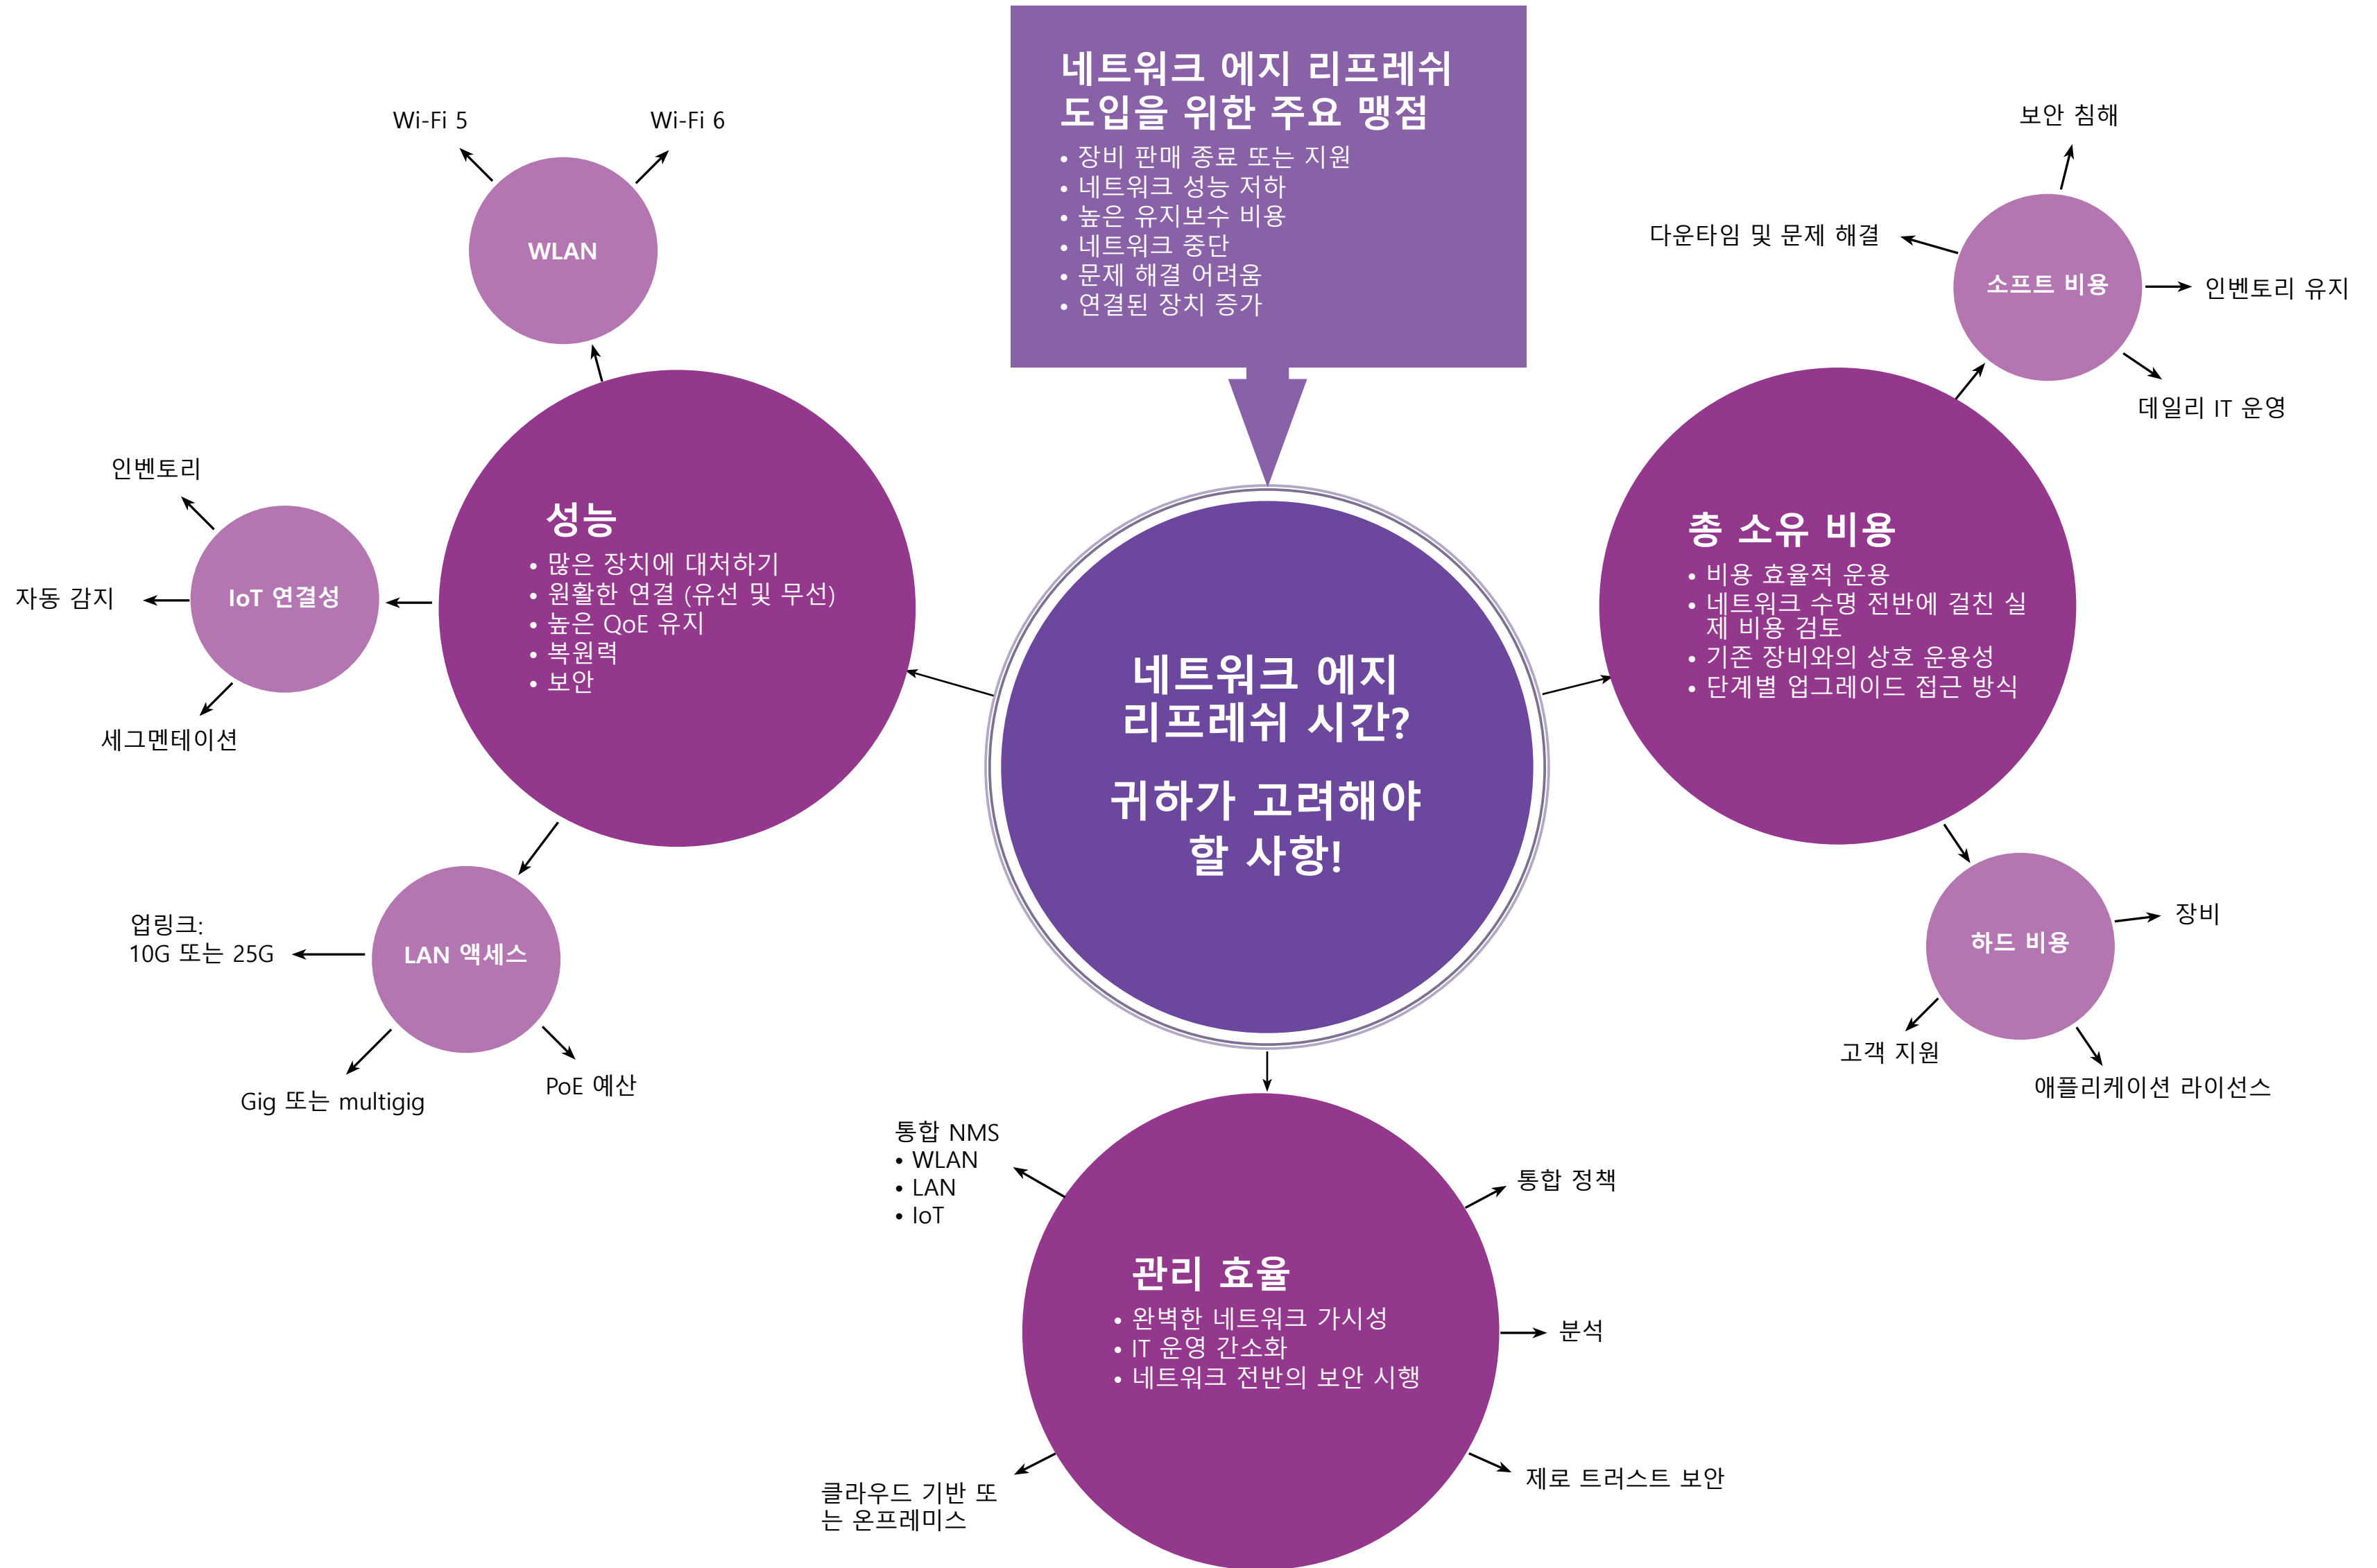 네트워크 에지 리프레쉬
도입을 위한 주요 맹점
• 장비 판매 종료 또는 지원
• 네트워크 성능 저하
• 높은 유지보수 비용
• 네트워크 중단
• 문제 해결 어려움
• 연결된 장치 증가
네트워크 에지
리프레쉬 시간?
귀하가 고려해야
할 사항!
성능
• 많은 장치에 대처하기
• 원활한 연결 (유선 및 무선)
• 높은 QoE 유지
• 복원력
• 보안
WLAN
Wi-Fi 5
Wi-Fi 6
IoT 연결성
인벤토리
자동 감지
세그멘테이션
LAN 액세스
업링크:
10G 또는 25G
Gig 또는 multigig
PoE 예산
총 소유 비용
• 비용 효율적 운용
• 네트워크 수명 전반에 걸친 실
제 비용 검토
• 기존 장비와의 상호 운용성
• 단계별 업그레이드 접근 방식
소프트 비용
보안 침해
다운타임 및 문제 해결
인벤토리 유지
데일리 IT 운영
하드 비용
장비
고객 지원
애플리케이션 라이선스
관리 효율
• 완벽한 네트워크 가시성
• IT 운영 간소화
• 네트워크 전반의 보안 시행
통합 NMS
• WLAN
• LAN
• IoT
통합 정책
분석
제로 트러스트 보안
클라우드 기반 또
는 온프레미스